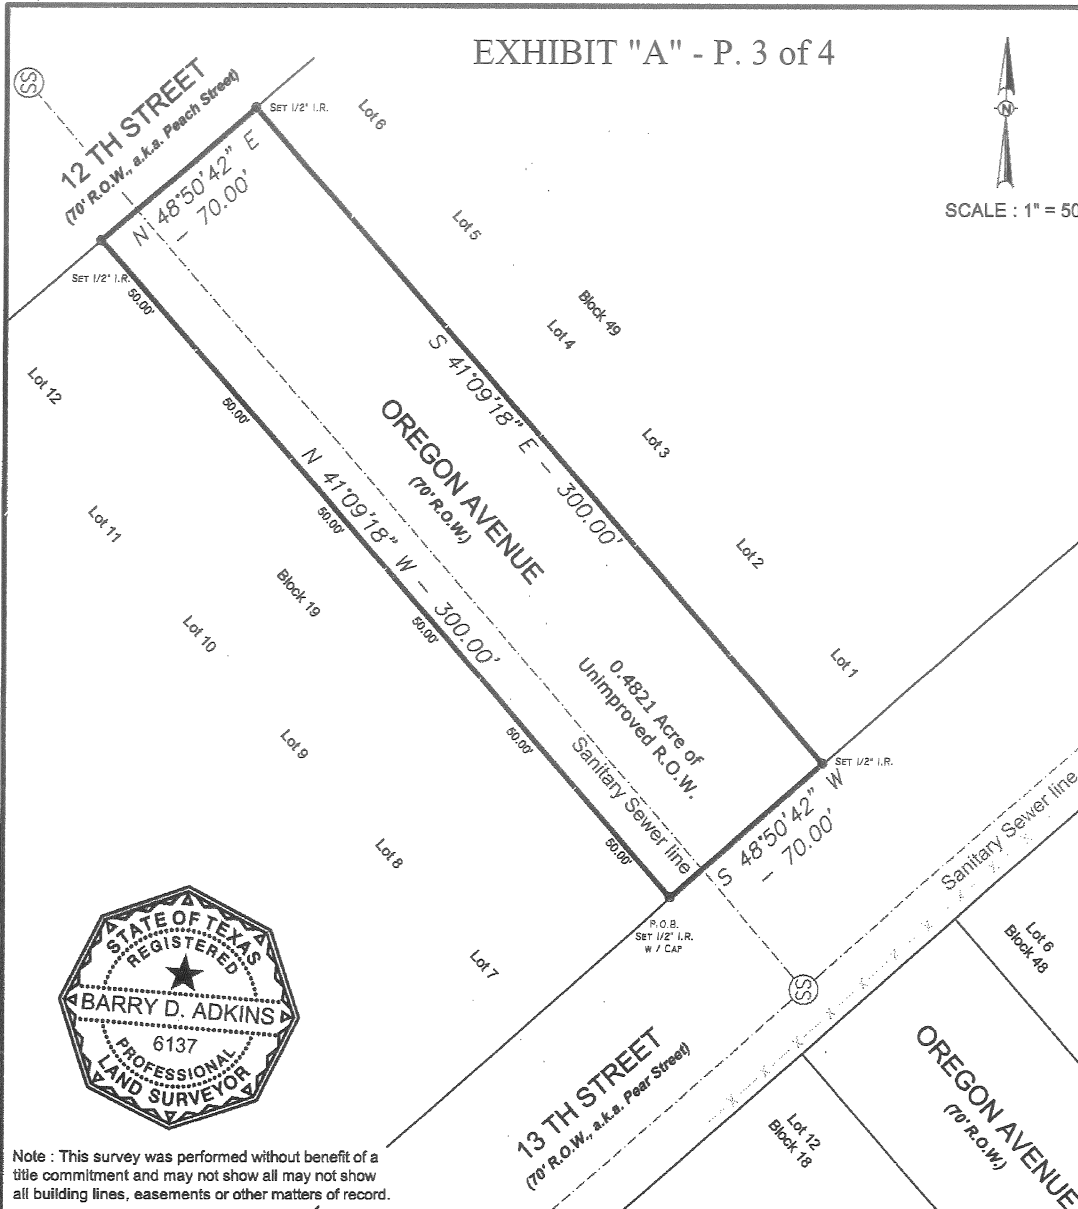 EXHIBIT "A" - P. 3 of 4
SS
12 TH STREET
(70' R.O.W., a.k.a. Peach Street)
SET 1/2" I.R.
N 48°50'42" E
– 70.00'
Lot 6
N
SCALE : 1" = 50
Lot 5
SET 1/2" I.R.
50.00'
Block 49
Lot 4
S 41°09'18" E – 300.00'
Lot 12
50.00'
OREGON AVENUE
(70' R.O.W.)
Lot 3
N 41°09'18" W – 300.00'
50.00'
Lot 11
Lot 2
Block 19
50.00'
Lot 10
Lot 1
0.4821 Acre of
Unimproved R.O.W.
50.00'
Lot 9
Sanitary Sewer line
SET 1/2" I.R.
S 48°50'42" W
– 70.00'
Sanitary Sewer line
50.00'
Lot 8
P.O.B.
SET 1/2" I.R.
W / CAP
Lot 7
SS
Lot 6
Block 48
STATE OF TEXAS
REGISTERED
BARRY D. ADKINS
6137
PROFESSIONAL
LAND SURVEYOR
13 TH STREET
(70' R.O.W., a.k.a. Pear Street)
Lot 12
Block 18
OREGON AVENUE
(70' R.O.W.)
Note : This survey was performed without benefit of a
title commitment and may not show all may not show
all building lines, easements or other matters of record.